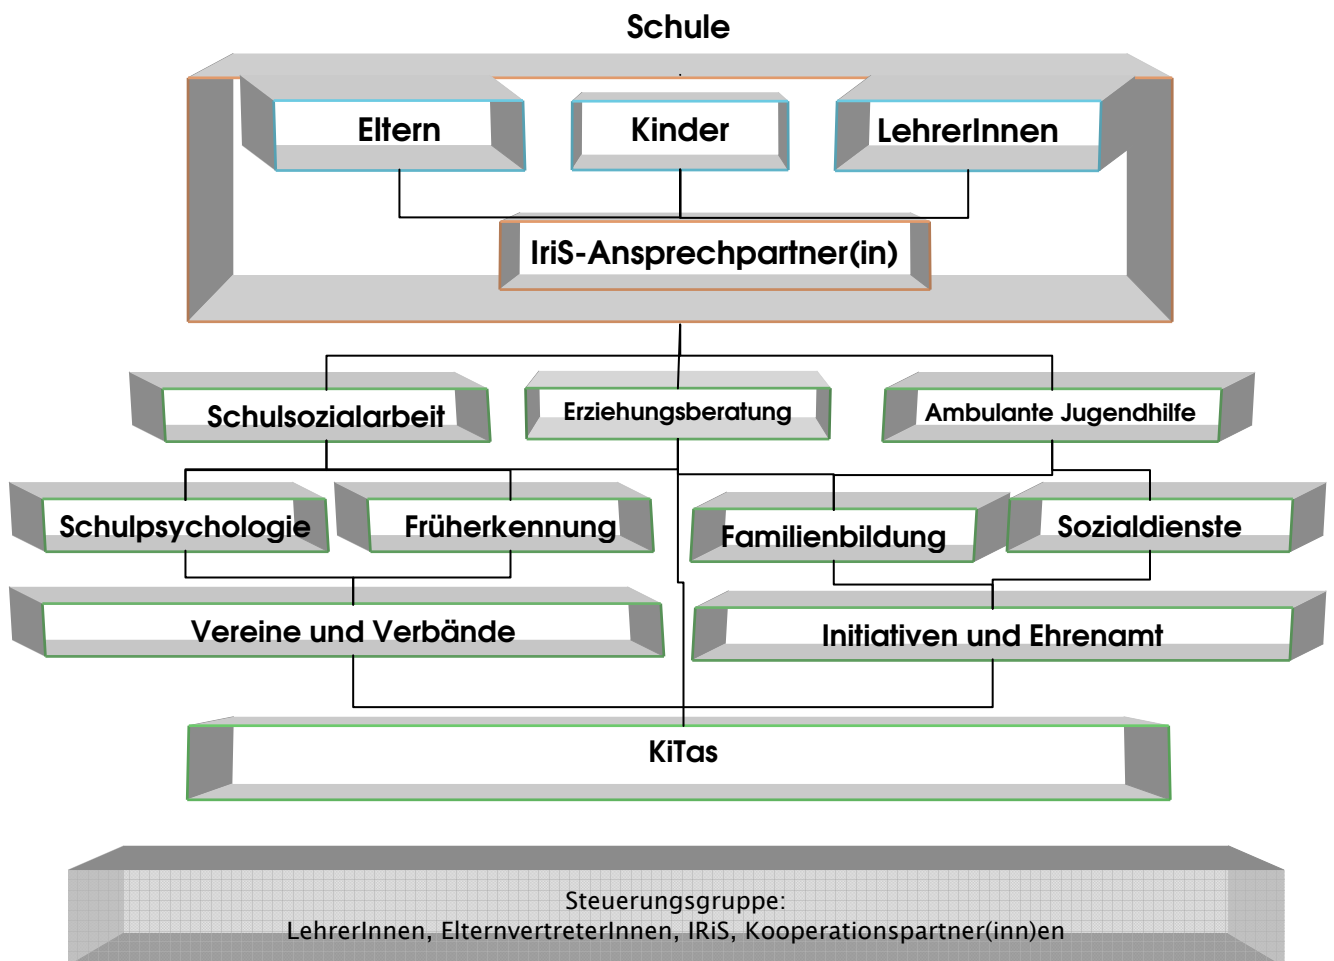 Schule
Eltern
Kinder
LehrerInnen
IriS-Ansprechpartner(in)
Schulsozialarbeit
Erziehungsberatung
Ambulante Jugendhilfe
Schulpsychologie
Früherkennung
Familienbildung
Sozialdienste
Vereine und Verbände
Initiativen und Ehrenamt
KiTas
Steuerungsgruppe:
LehrerInnen, ElternvertreterInnen, IRiS, Kooperationspartner(inn)en